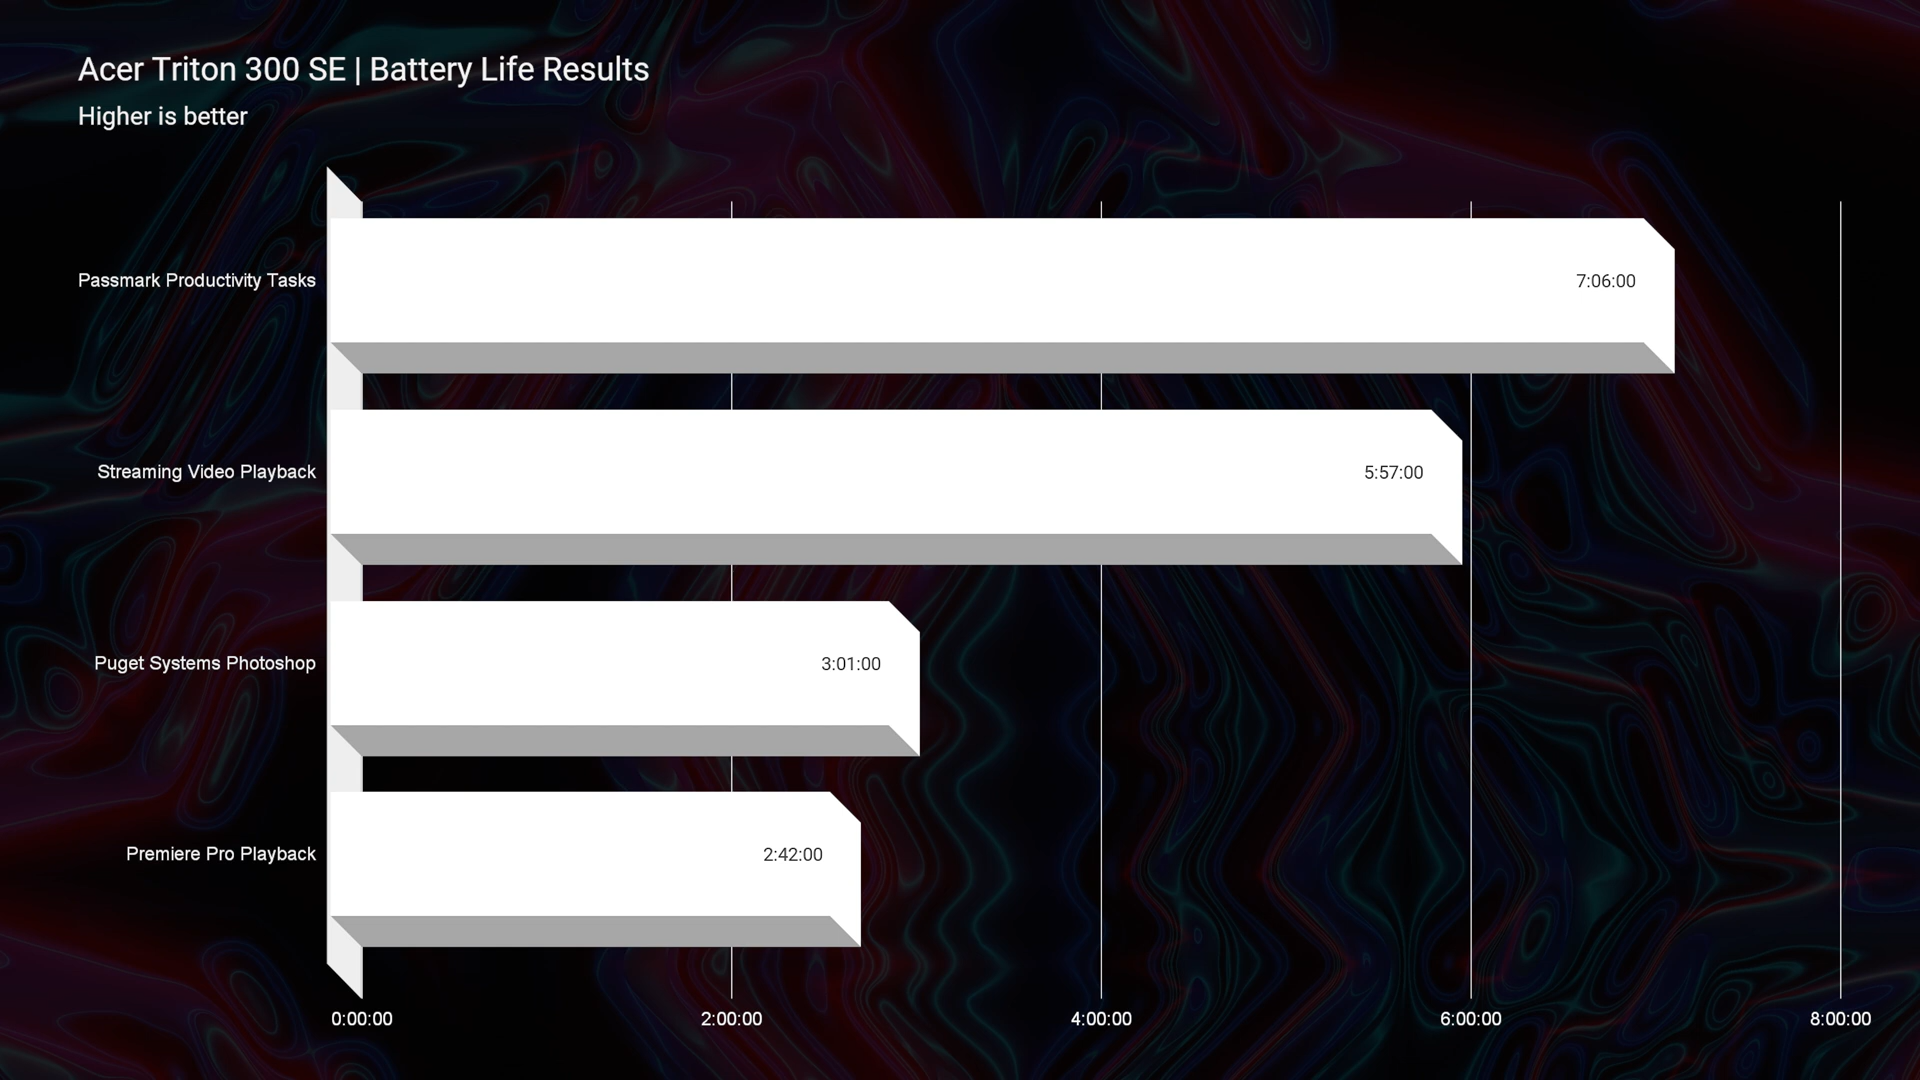 Acer Triton 300 SE | Battery Life Results
Higher is better
Passmark Productivity Tasks
7:06:00
Streaming Video Playback
5:57:00
Puget Systems Photoshop
3:01:00
Premiere Pro Playback
2:42:00
0:00:00
2:00:00
4:00:00
6:00:00
8:00:00